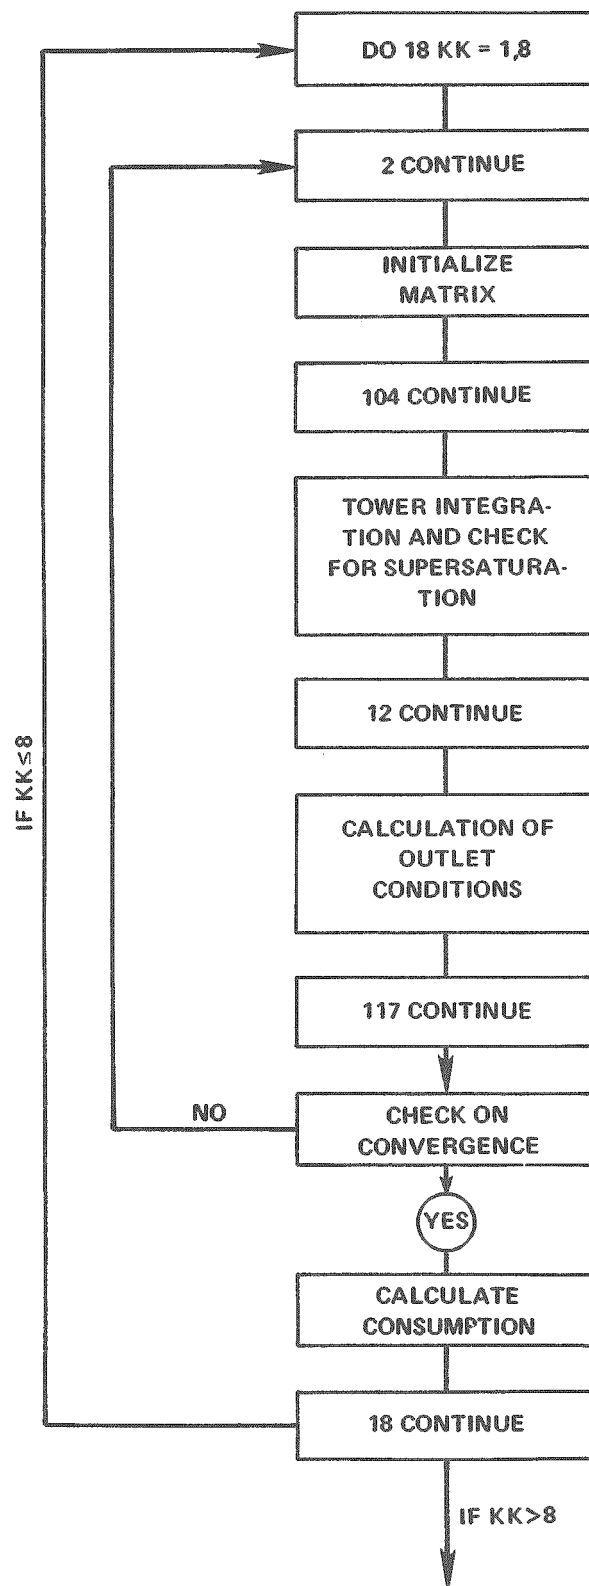 DO 18 KK = 1,8
2 CONTINUE
INITIALIZE
MATRIX
104 CONTINUE
TOWER INTEGRA-
TION AND CHECK
FOR SUPERSATURA-
TION
12 CONTINUE
IF KK≤8
CALCULATION OF
OUTLET
CONDITIONS
117 CONTINUE
NO
CHECK ON
CONVERGENCE
YES
CALCULATE
CONSUMPTION
18 CONTINUE
IF KK>8